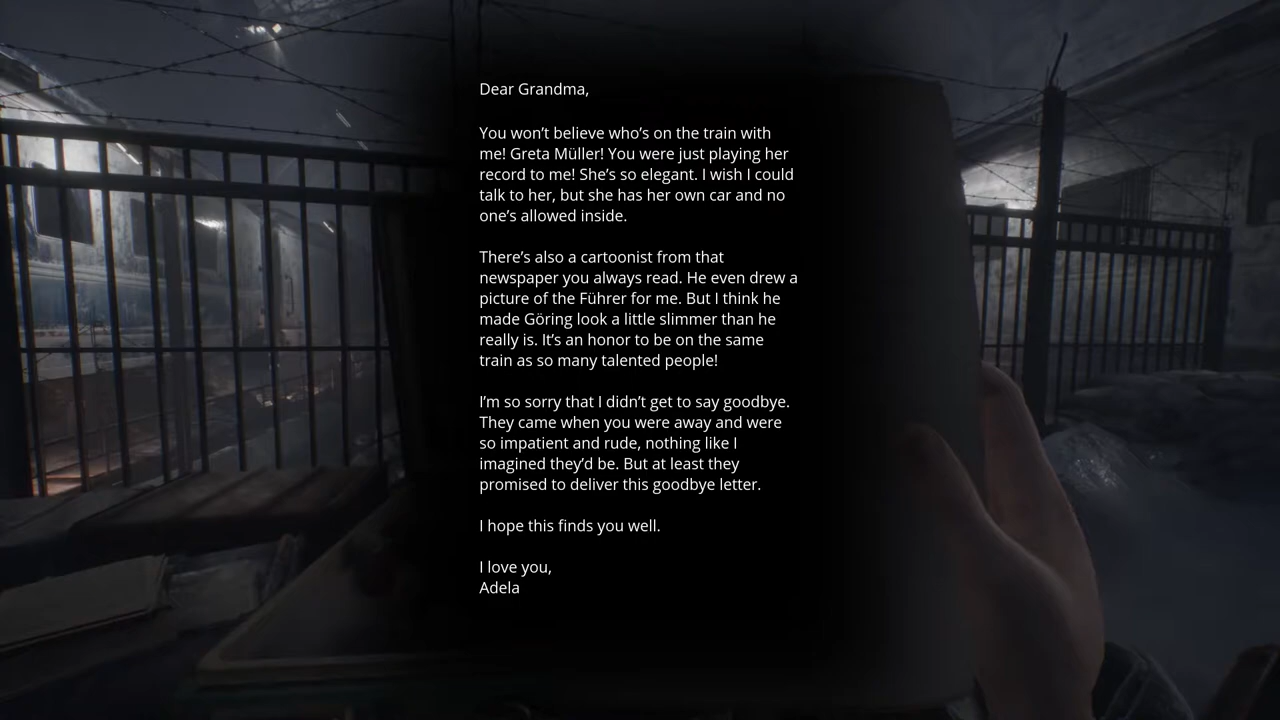 Dear Grandma,
You won’t believe who’s on the train with
me! Greta Müller! You were just playing her
record to me! She’s so elegant. I wish I could
talk to her, but she has her own car and no
one’s allowed inside.
There’s also a cartoonist from that
newspaper you always read. He even drew a
picture of the Führer for me. But I think he
made Göring look a little slimmer than he
really is. It’s an honor to be on the same
train as so many talented people!
I’m so sorry that I didn’t get to say goodbye.
They came when you were away and were
so impatient and rude, nothing like I
imagined they’d be. But at least they
promised to deliver this goodbye letter.
I hope this finds you well.
I love you,
Adela